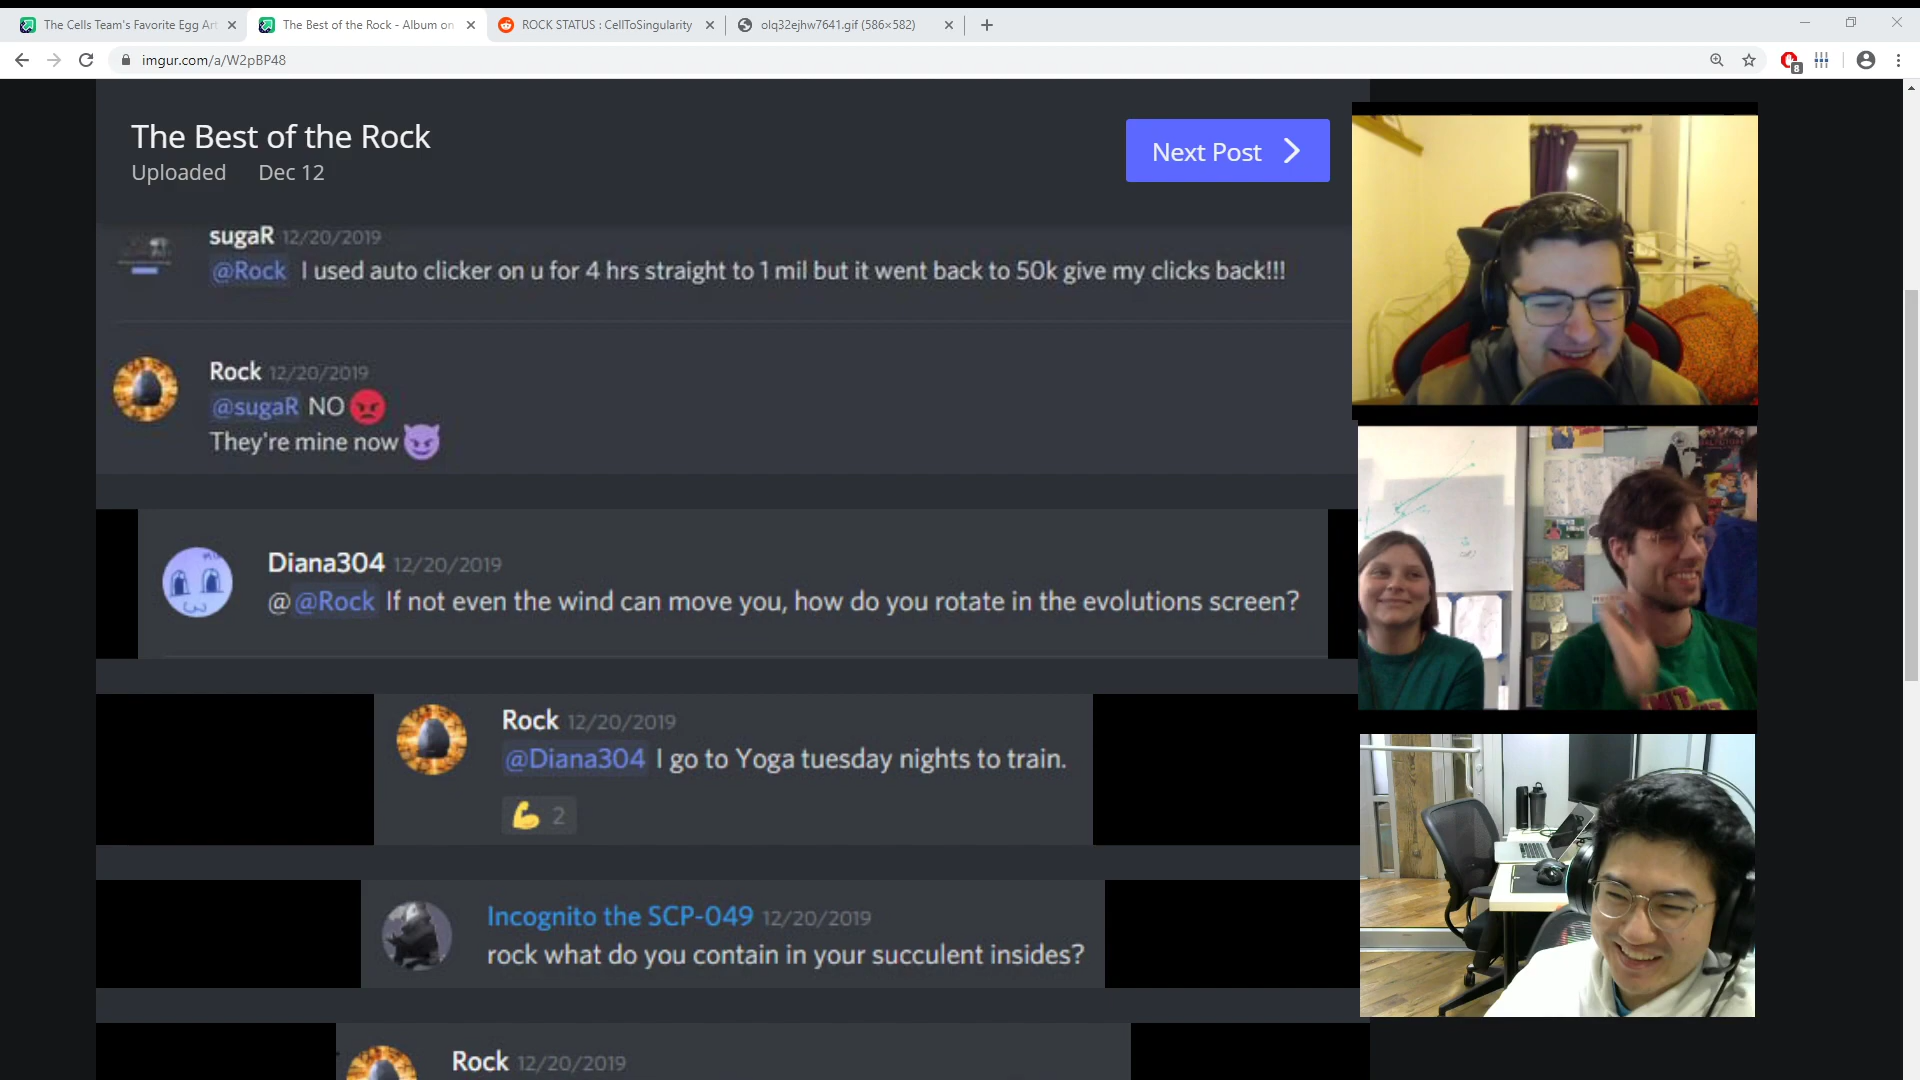 The Cells Team's Favorite Egg Art
The Best of the Rock - Album on
ROCK STATUS : CellToSingularity
olq32ejhw7641.gif (586×582)
imgur.com/a/W2pBP48
8
The Best of the Rock
Uploaded Dec 12
Next Post
sugaR 12/20/2019
@Rock I used auto clicker on u for 4 hrs straight to 1 mil but it went back to 50k give my clicks back!!!
Rock 12/20/2019
@sugaR NO😡
They're mine now😈
Diana304 12/20/2019
@@Rock If not even the wind can move you, how do you rotate in the evolutions screen?
Rock 12/20/2019
@Diana304 I go to Yoga tuesday nights to train.
💪 2
Incognito the SCP-049 12/20/2019
rock what do you contain in your succulent insides?
Rock 12/20/2019